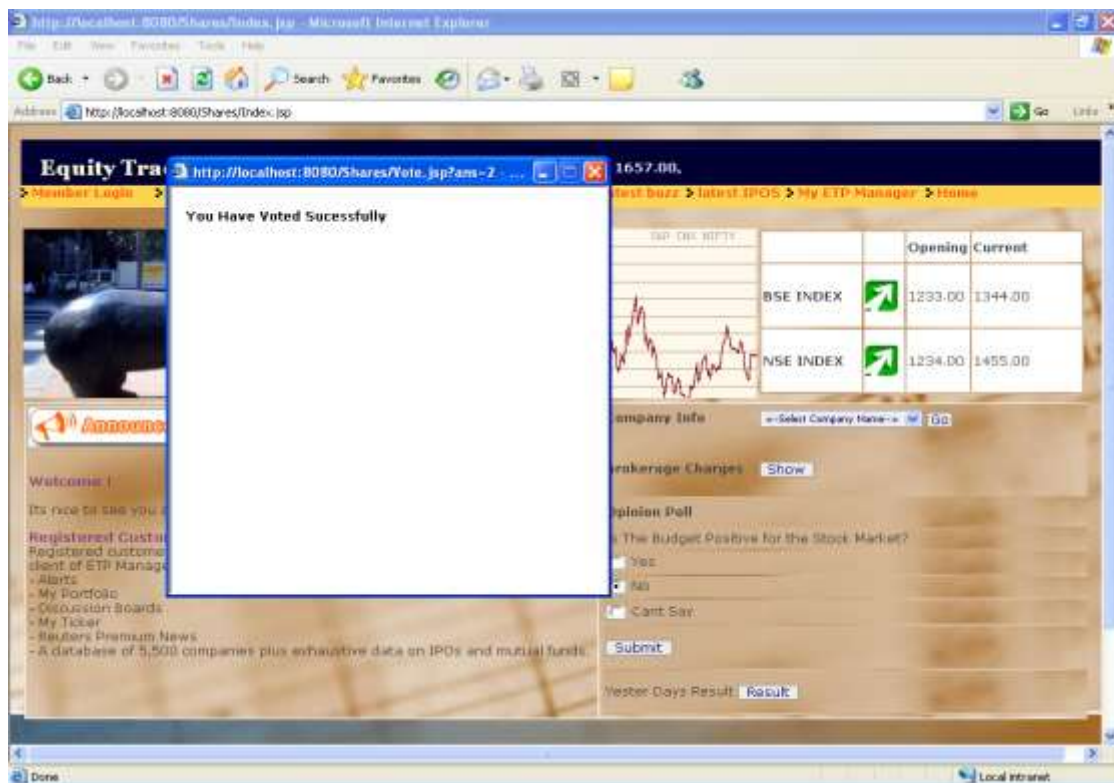 http://localhost:8080/Shares/Index.jsp - Microsoft Internet Explorer
File Edit View Favorites Tools Help
Back Search Favorites
Address http://localhost:8080/Shares/Index.jsp Go Links
Equity Tra 1657.00,
http://localhost:8080/Shares/Vote.jsp?ans=2 - ...
Member Login latest buzz latest IPOS My ETP Manager Home
You Have Voted Sucessfully
S&P CNX NIFTY
Opening Current
BSE INDEX 1233.00 1344.00
NSE INDEX 1234.00 1455.00
Announce
Company Info --Select Company Name-- Go
Brokerage Charges Show
Welcome !
Its nice to see you
Opinion Poll
Registered Custo
Registered custome
client of ETP Manage
- Alerts
- My Portfolio
- Discussion Boards
- My Ticker
- Reuters Premium News
- A database of 5,500 companies plus exhaustive data on IPOs and mutual funds.
The Budget Positive for the Stock Market?
Yes
No
Cant Say
Submit
Yester Days Result Result
Done Local intranet